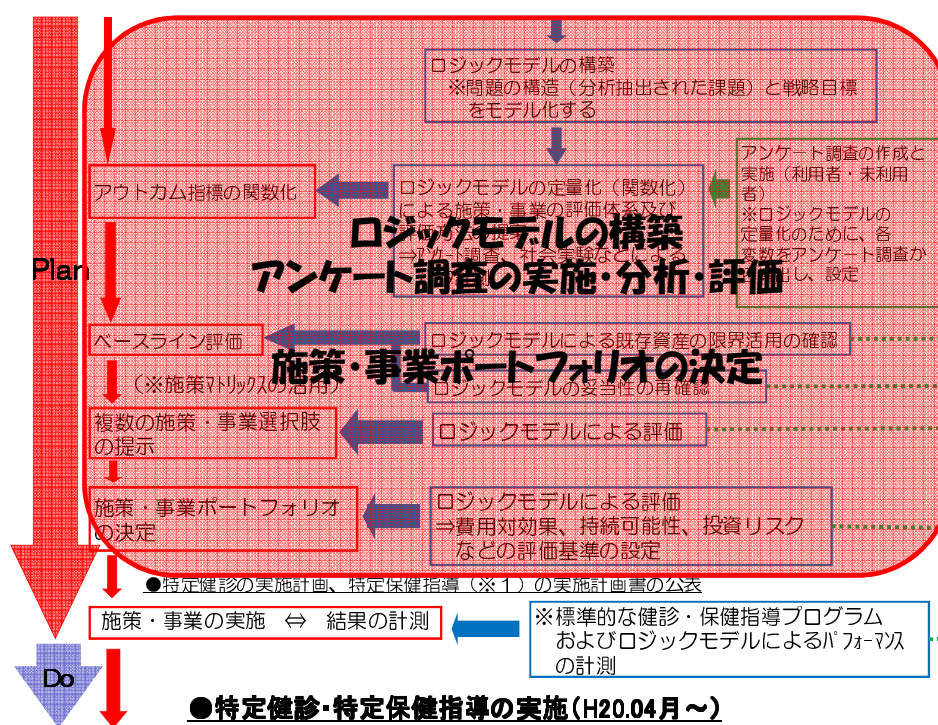 ロジックモデルの構築
※問題の構造（分析抽出された課題）と戦略目標
をモデル化する
アンケート調査の作成と
実施（利用者・未利用
者）
※ロジックモデルの
定量化のために、各
変数をアンケート調査か
出し、設定
アウトカム指標の関数化
ロジックモデルの定量化（関数化）
による施策・事業の評価体系及び
⇒ｱﾝｹｰﾄ調査、社会実験などによる
ロジックモデルの構築
アンケート調査の実施・分析・評価
施策・事業ポートフォリオの決定
Plan
ベースライン評価
ロジックモデルによる既存資産の限界活用の確認
（※施策ﾏﾄﾘｯｸｽの活用）
ロジックモデルの妥当性の再確認
複数の施策・事業選択肢
の提示
ロジックモデルによる評価
施策・事業ポートフォリオ
の決定
ロジックモデルによる評価
⇒費用対効果、持続可能性、投資リスク
などの評価基準の設定
●特定健診の実施計画、特定保健指導（※１）の実施計画書の公表
施策・事業の実施 ⇔ 結果の計測
※標準的な健診・保健指導プログラム
およびロジックモデルによるﾊﾟﾌｫｰﾏﾝｽ
の計測
Do
●特定健診・特定保健指導の実施（H20.04月～）